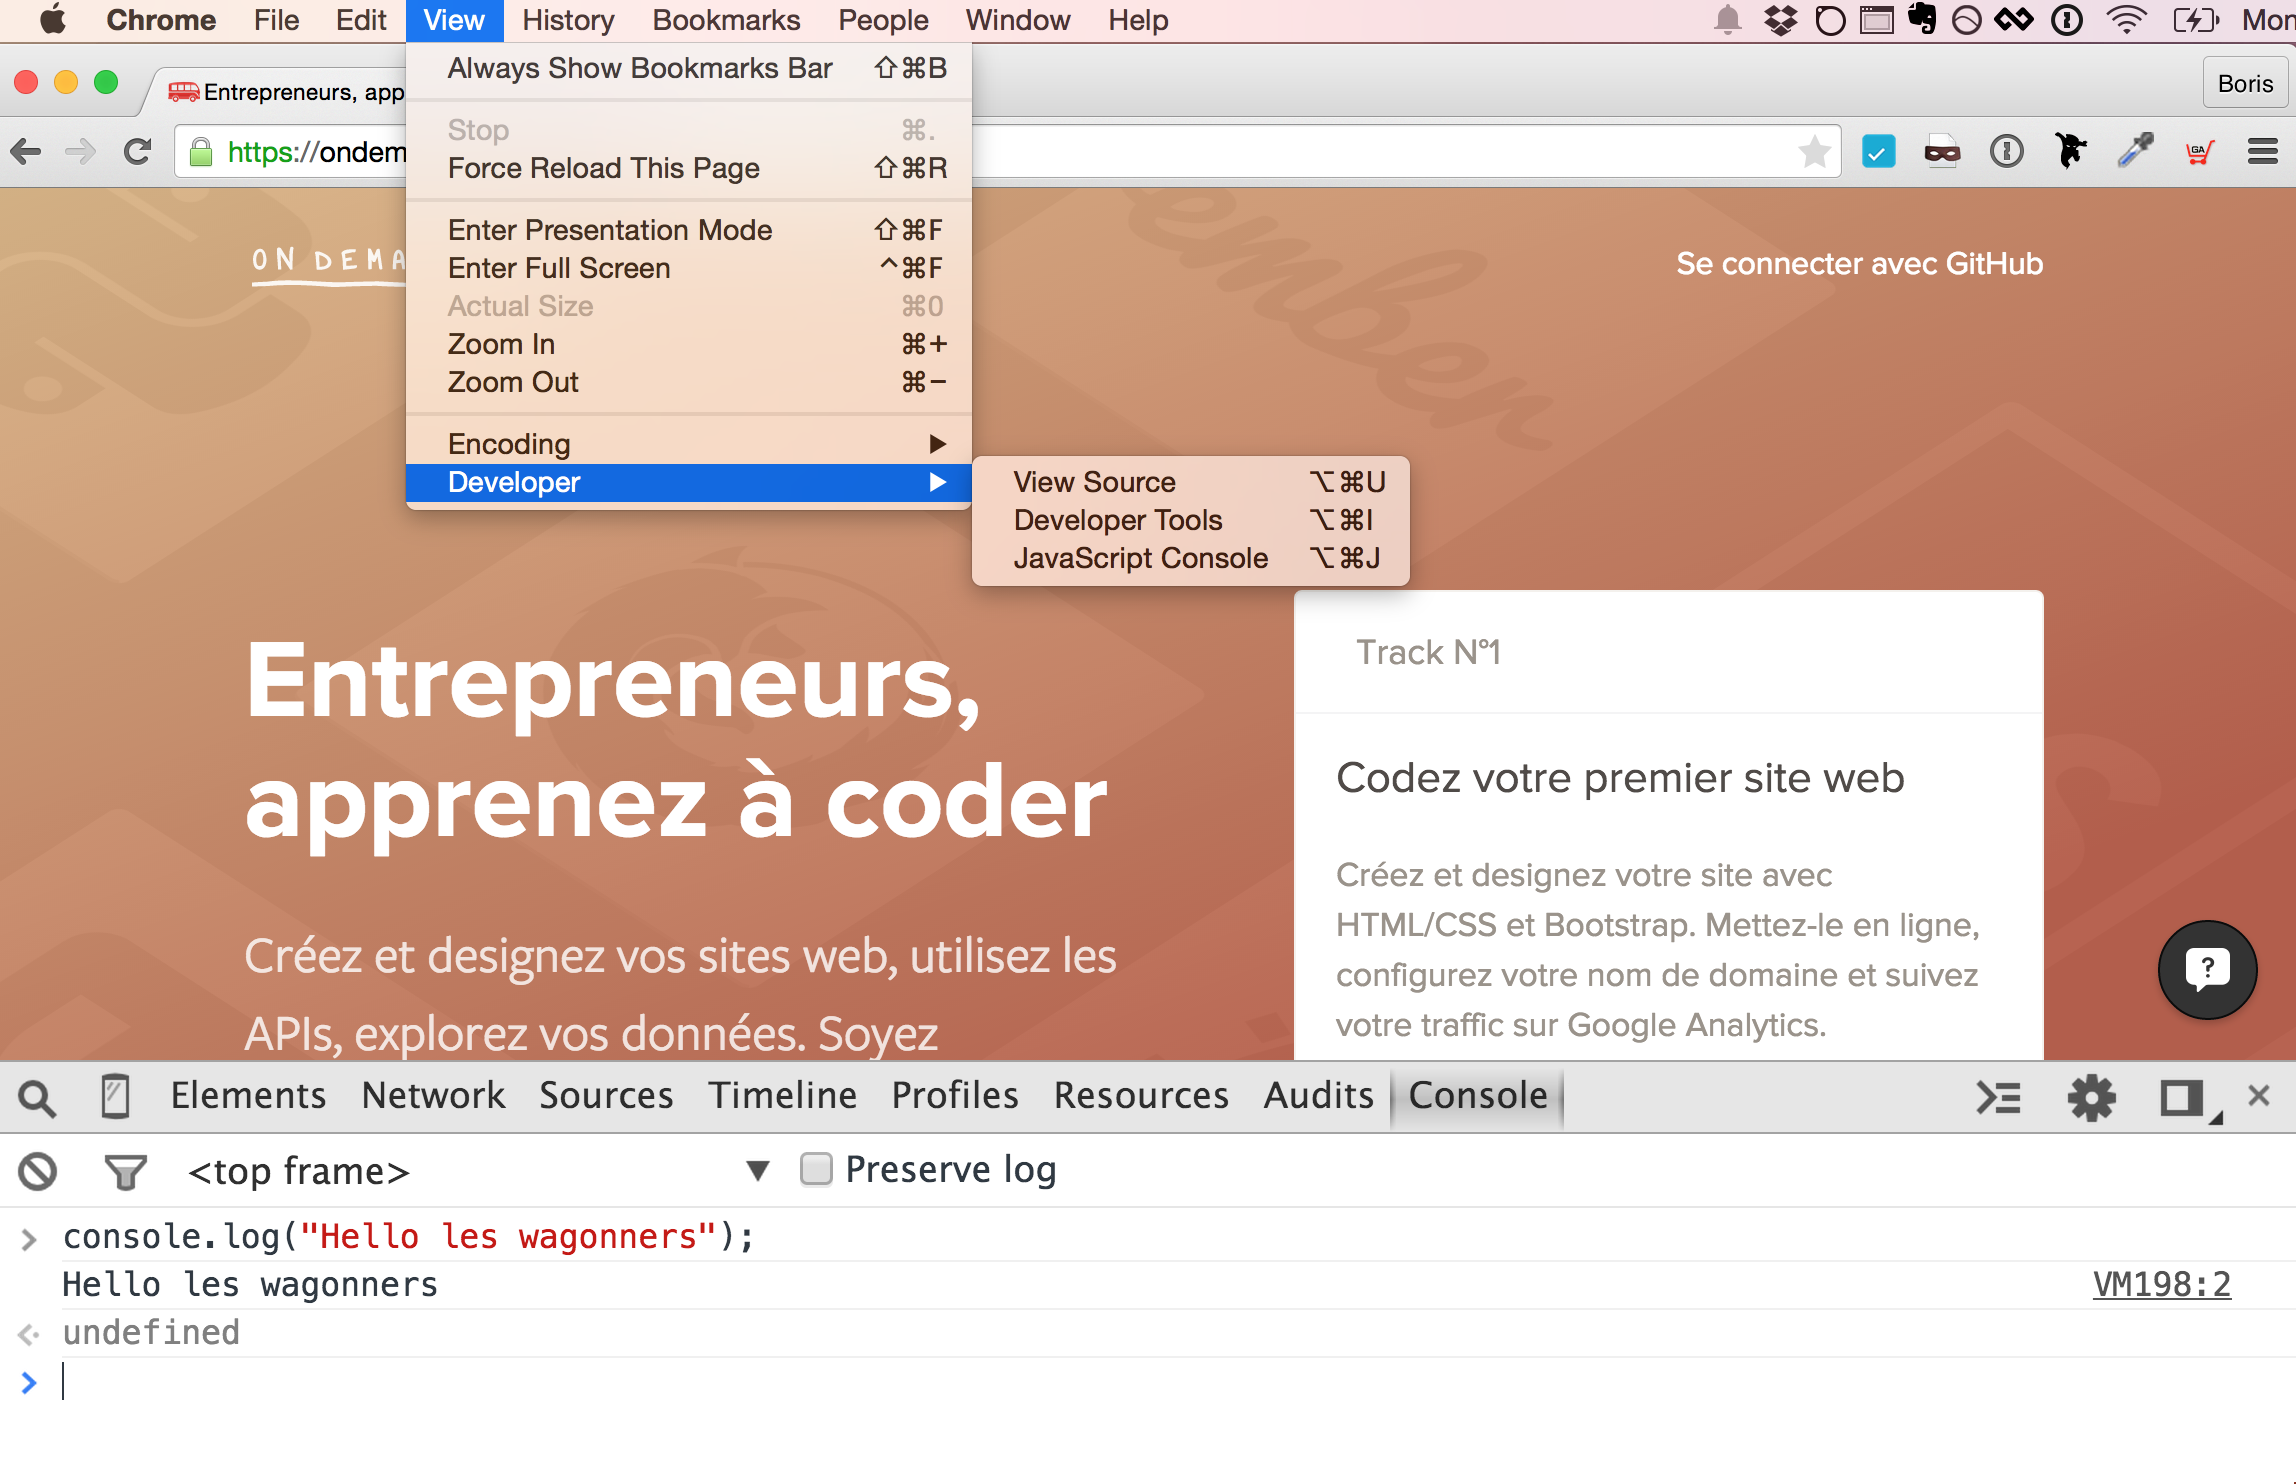 Chrome File Edit View History Bookmarks People Window Help
Mon
Always Show Bookmarks Bar ⇧⌘B
Stop ⌘.
Force Reload This Page ⇧⌘R
Enter Presentation Mode ⇧⌘F
Enter Full Screen ^⌘F
Actual Size ⌘0
Zoom In ⌘+
Zoom Out ⌘−
Encoding ▶
Developer ▶
View Source ⌥⌘U
Developer Tools ⌥⌘I
JavaScript Console ⌥⌘J
Entrepreneurs, app
Boris
https://ondem
GA
ON DEMA
Se connecter avec GitHub
ember
Entrepreneurs,
apprenez à coder
Créez et designez vos sites web, utilisez les
APIs, explorez vos données. Soyez
Track N°1
Codez votre premier site web
Créez et designez votre site avec
HTML/CSS et Bootstrap. Mettez-le en ligne,
configurez votre nom de domaine et suivez
votre traffic sur Google Analytics.
?
Elements Network Sources Timeline Profiles Resources Audits Console
<top frame> ▼ Preserve log
> console.log("Hello les wagonners");
Hello les wagonners VM198:2
undefined
>